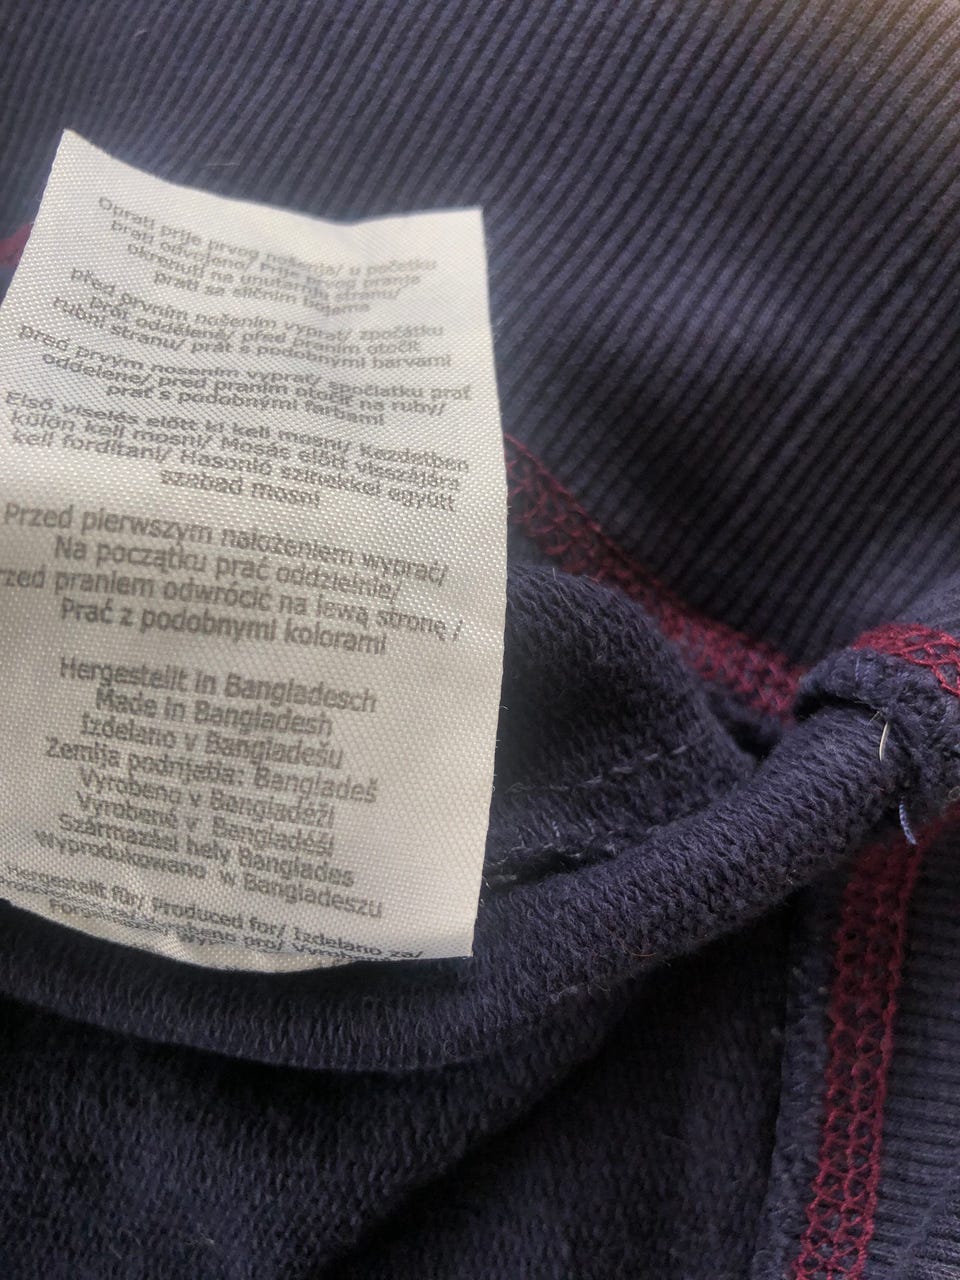 Oprati prije prvog nošenja/ u početku
prati odvojeno/ Prije prvog pranja
okrenuti na unutarnju stranu/
prati sa sličnim bojama
před prvním nošením vyprat/ zpočátku
prát odděleně/ před praním otočit
rubní stranu/ prát s podobnými barvami
pred prvým nosením vyprať/ spočiatku prať
oddelene/ pred praním otočiť na ruby/
prať s podobnými farbami
Első viselés előtt ki kell mosni/ Kezdetben
külön kell mosni/ Mosás előtt visszájára
kell fordítani/ Hasonló színekkel együtt
szabad mosni
Przed pierwszym nałożeniem wyprać/
Na początku prać oddzielnie/
rzed praniem odwrócić na lewą stronę /
Prać z podobnymi kolorami
Hergestellt in Bangladesch
Made in Bangladesh
Izdelano v Bangladešu
Zemlja podrijetla: Bangladeš
Vyrobeno v Bangladéži
Vyrobené v Bangladéši
Származási hely Banglades
Wyprodukowano w Bangladeszu
Hergestellt für/ Produced for/ Izdelano za/
Vyrobeno pro/